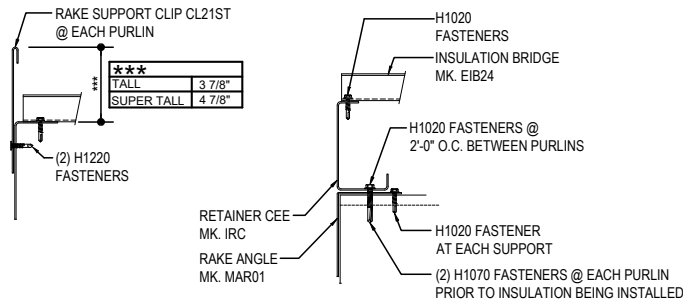 RAKE SUPPORT CLIP CL21ST
@ EACH PURLIN
***
***
TALL 3 7/8"
SUPER TALL 4 7/8"
(2) H1220
FASTENERS
H1020
FASTENERS
INSULATION BRIDGE
MK. EIB24
H1020 FASTENERS @
2'-0" O.C. BETWEEN PURLINS
RETAINER CEE
MK. IRC
RAKE ANGLE
MK. MAR01
H1020 FASTENER
AT EACH SUPPORT
(2) H1070 FASTENERS @ EACH PURLIN
PRIOR TO INSULATION BEING INSTALLED